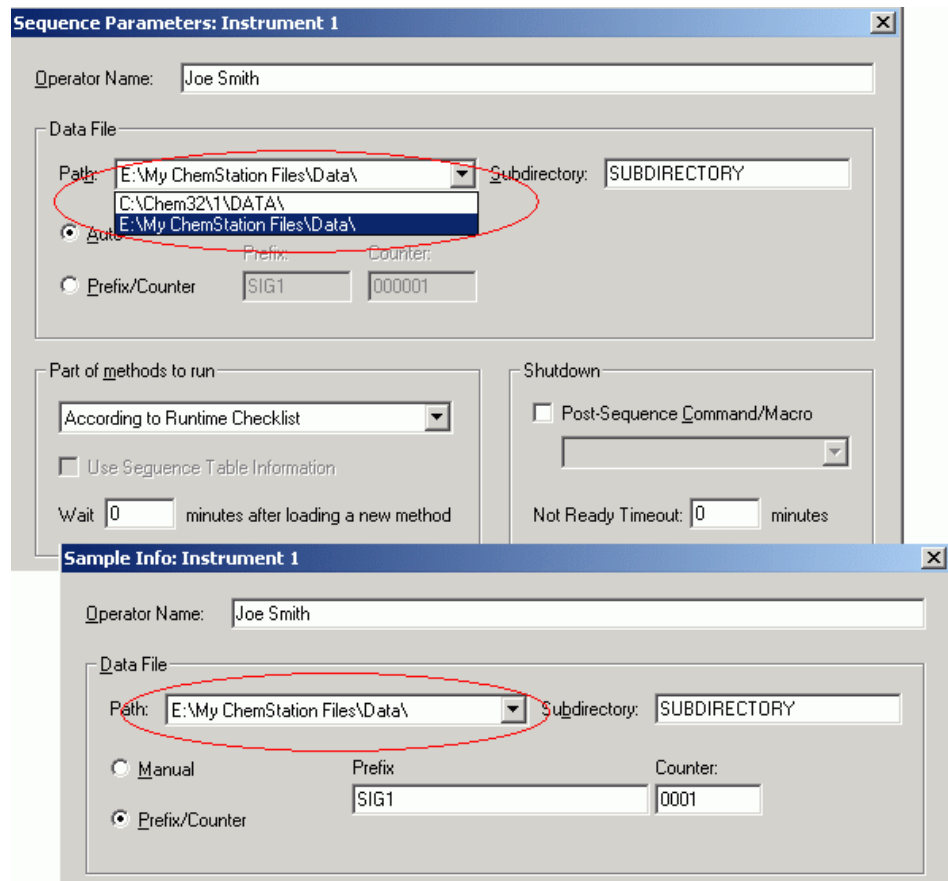 Sequence Parameters: Instrument 1
Operator Name: Joe Smith
Data File
Path: E:\My ChemStation Files\Data\ Subdirectory: SUBDIRECTORY
C:\Chem32\1\DATA\
E:\My ChemStation Files\Data\
Auto
Prefix: Counter:
Prefix/Counter SIG1 000001
Part of methods to run Shutdown
According to Runtime Checklist Post-Sequence Command/Macro
Use Sequence Table Information
Wait 0 minutes after loading a new method Not Ready Timeout: 0 minutes
Sample Info: Instrument 1
Operator Name: Joe Smith
Data File
Path: E:\My ChemStation Files\Data\ Subdirectory: SUBDIRECTORY
Manual Prefix Counter:
SIG1 0001
Prefix/Counter